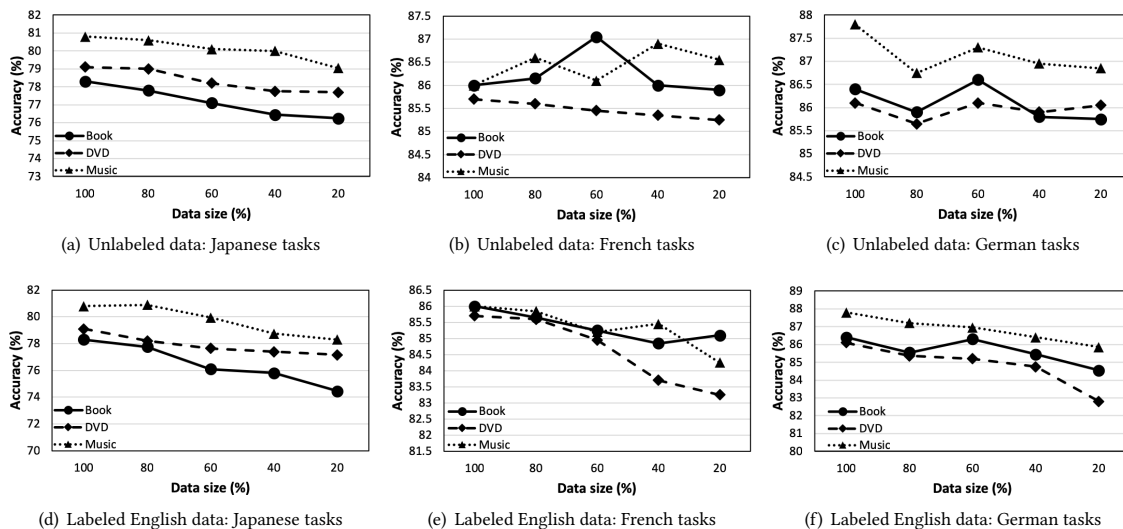 82
81
80
79
78
77
76
75
74
73
Accuracy (%)
Book
DVD
Music
100 80 60 40 20
Data size (%)
(a) Unlabeled data: Japanese tasks
87.5
87
86.5
86
85.5
85
84.5
84
Accuracy (%)
Book
DVD
Music
100 80 60 40 20
Data size (%)
(b) Unlabeled data: French tasks
88
87.5
87
86.5
86
85.5
85
84.5
Accuracy (%)
Book
DVD
Music
100 80 60 40 20
Data size (%)
(c) Unlabeled data: German tasks
82
80
78
76
74
72
70
Accuracy (%)
Book
DVD
Music
100 80 60 40 20
Data size (%)
(d) Labeled English data: Japanese tasks
86.5
86
85.5
85
84.5
84
83.5
83
82.5
82
81.5
Accuracy (%)
Book
DVD
Music
100 80 60 40 20
Data size (%)
(e) Labeled English data: French tasks
89
88
87
86
85
84
83
82
81
80
Accuracy (%)
Book
DVD
Music
100 80 60 40 20
Data size (%)
(f) Labeled English data: German tasks